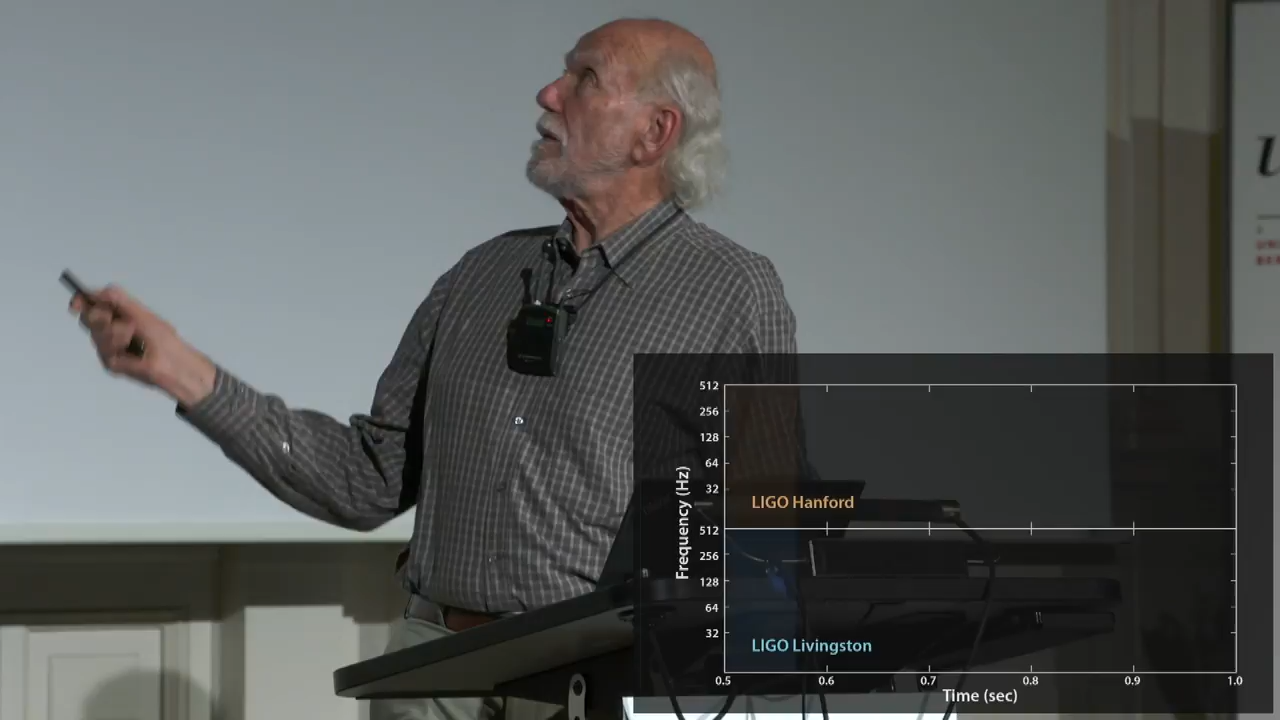 512
256
128
64
32
LIGO Hanford
512
256
128
64
32
LIGO Livingston
Frequency (Hz)
0.5 0.6 0.7 0.8 0.9 1.0
Time (sec)